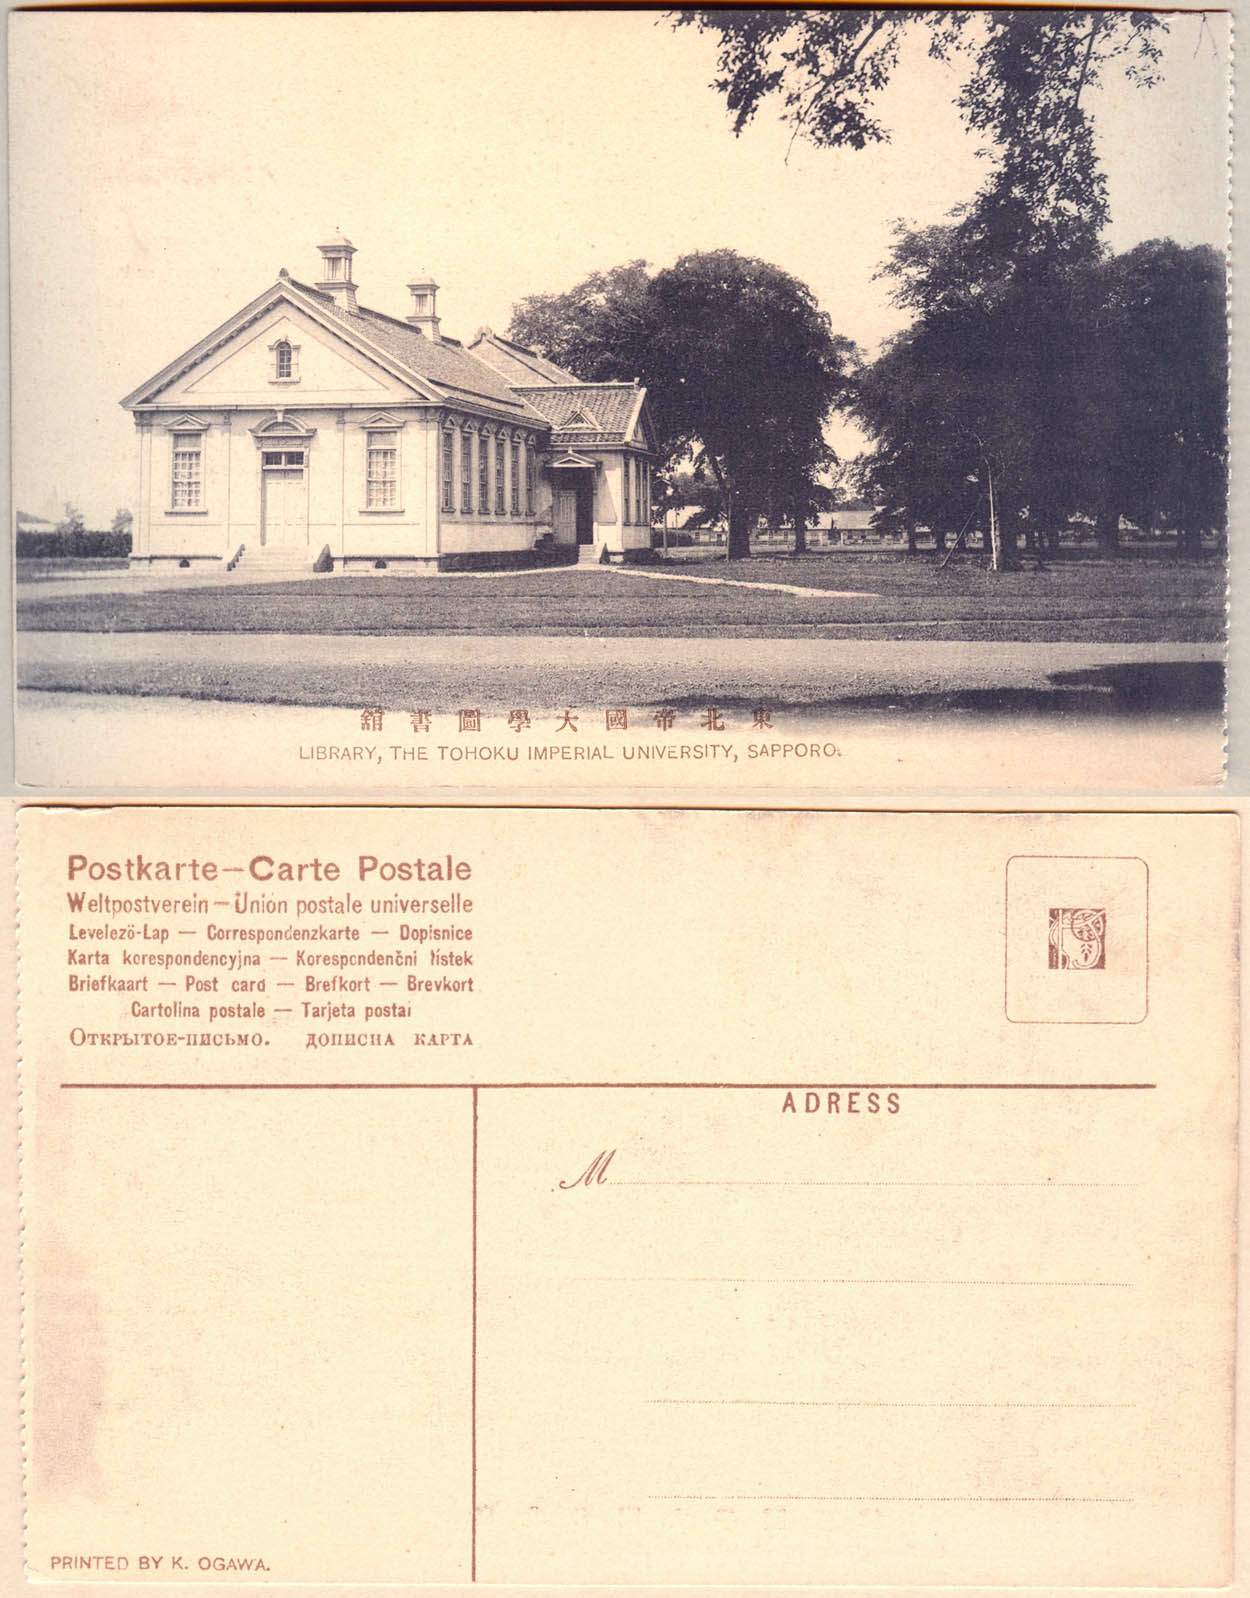 東北帝國大學圖書館
LIBRARY, THE TOHOKU IMPERIAL UNIVERSITY, SAPPORO.
Postkarte—Carte Postale
Weltpostverein—Union postale universelle
Levelezö-Lap — Correspondenzkarte — Dopisnice
Karta korespondencyjna — Korespondenčni listek
Briefkaart — Post card — Brefkort — Brevkort
Cartolina postale — Tarjeta postal
Открытое-письмо. дописна карта
ADRESS
M
PRINTED BY K. OGAWA.